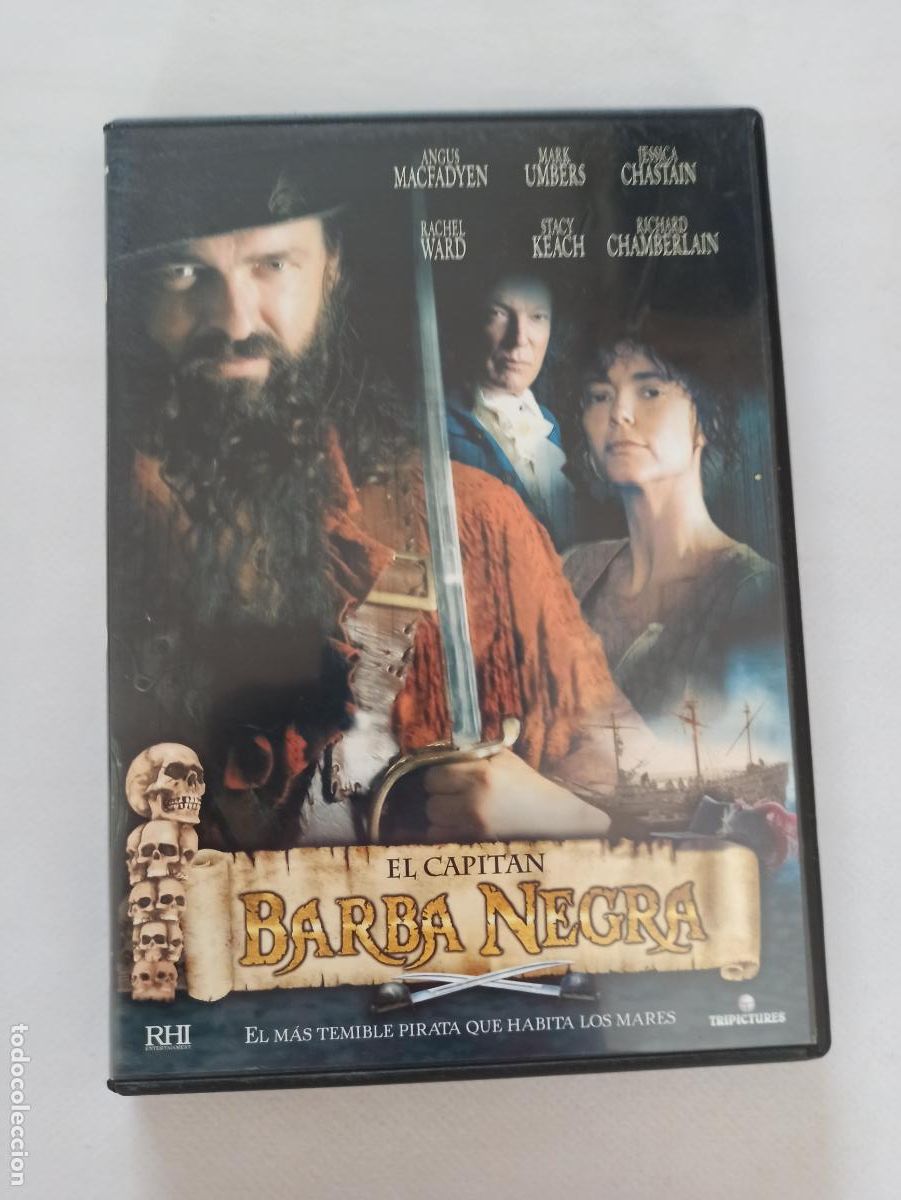 ANGUS MACFADYEN
MARK UMBERS
JESSICA CHASTAIN
RACHEL WARD
STACY KEACH
RICHARD CHAMBERLAIN
EL CAPITAN
BARBA NEGRA
RHI
ENTERTAINMENT
EL MÁS TEMIBLE PIRATA QUE HABITA LOS MARES
TRIPICTURES
todocoleccion